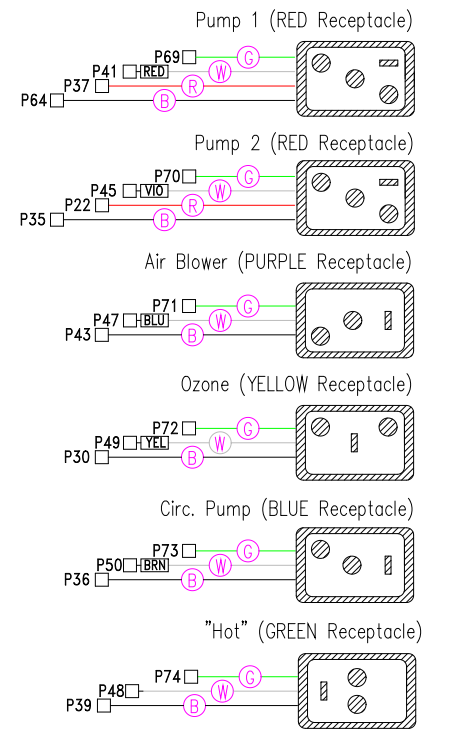 Pump 1 (RED Receptacle)
P69 G
P41 RED W
P37 R
P64 B
Pump 2 (RED Receptacle)
P70 G
P45 VIO W
P22 R
P35 B
Air Blower (PURPLE Receptacle)
P71 G
P47 BLU W
P43 B
Ozone (YELLOW Receptacle)
P72 G
P49 YEL W
P30 B
Circ. Pump (BLUE Receptacle)
P73 G
P50 BRN W
P36 B
"Hot" (GREEN Receptacle)
P74 G
P48 W
P39 B